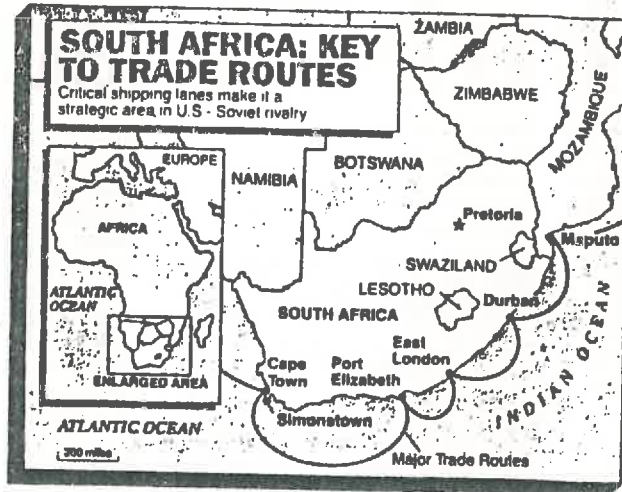 SOUTH AFRICA: KEY
TO TRADE ROUTES
Critical shipping lanes make it a
strategic area in U.S - Soviet rivalry
ZAMBIA
ZIMBABWE
MOZAMBIQUE
BOTSWANA
NAMIBIA
EUROPE
AFRICA
ATLANTIC
OCEAN
ENLARGED AREA
Pretoria
Maputo
SWAZILAND
LESOTHO
Durban
SOUTH AFRICA
East
London
Cape
Town
Port
Elizabeth
Simonstown
INDIAN OCEAN
ATLANTIC OCEAN
200 miles
Major Trade Routes